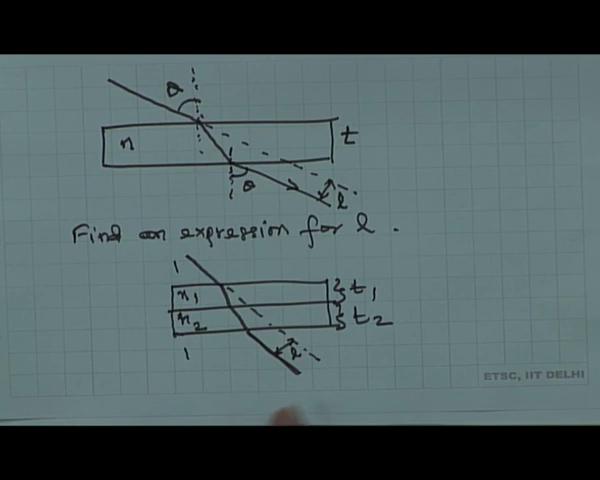 θ
n
t
θ
l
Find an expression for l .
1
n1
t1
n2
t2
1
l
ETSC, IIT DELHI